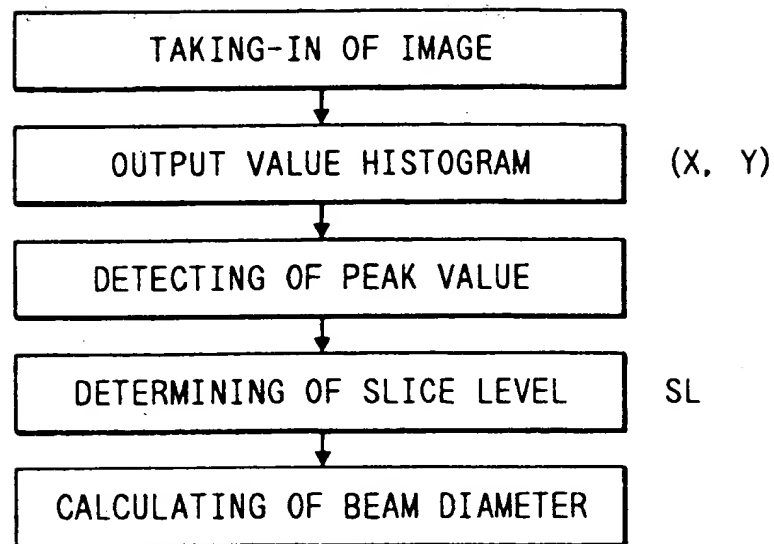 TAKING-IN OF IMAGE
OUTPUT VALUE HISTOGRAM (X, Y)
DETECTING OF PEAK VALUE
DETERMINING OF SLICE LEVEL SL
CALCULATING OF BEAM DIAMETER